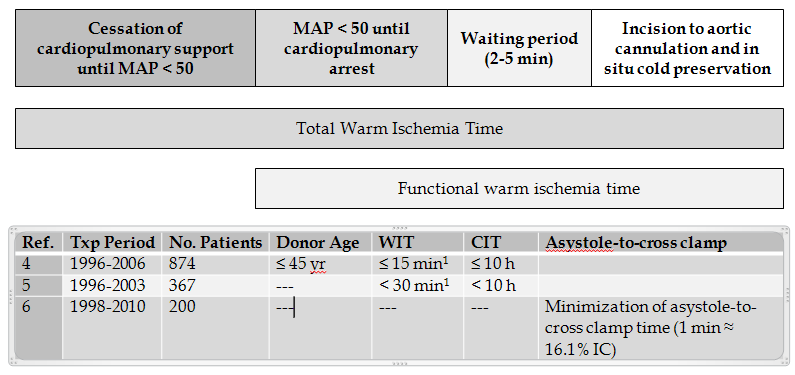 Cessation of
cardiopulmonary support
until MAP < 50
MAP < 50 until
cardiopulmonary
arrest
Waiting period
(2-5 min)
Incision to aortic
cannulation and in
situ cold preservation
Total Warm Ischemia Time
Functional warm ischemia time
Ref. Txp Period No. Patients Donor Age WIT CIT Asystole-to-cross clamp
4 1996-2006 874 ≤ 45 yr ≤ 15 min¹ ≤ 10 h
5 1996-2003 367 --- < 30 min¹ < 10 h
6 1998-2010 200 --- --- --- Minimization of asystole-to-
cross clamp time (1 min ≈
16.1% IC)